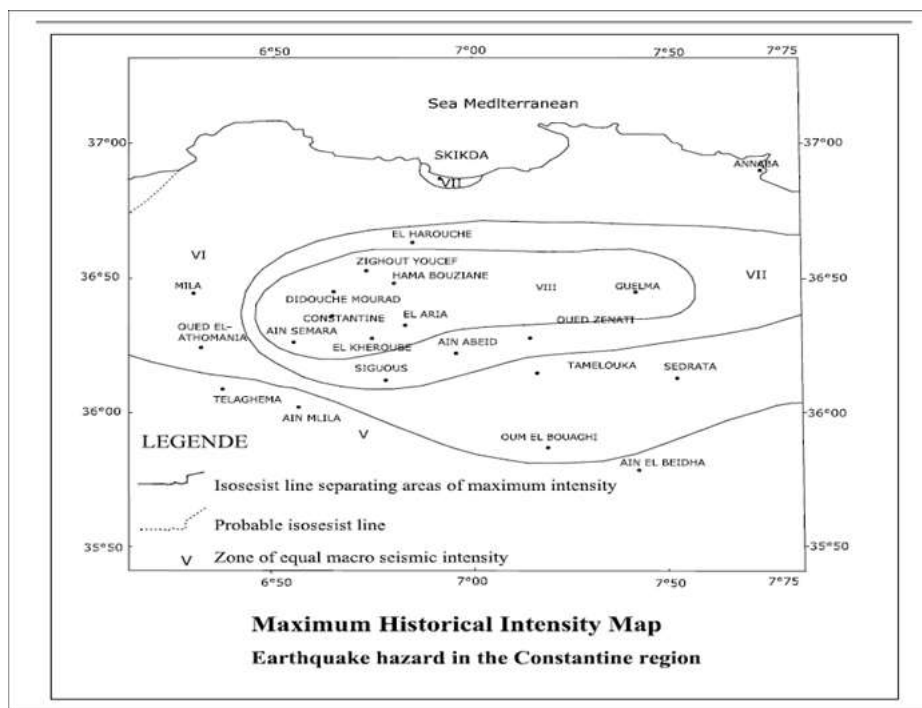 6°50 7°00 7°50 7°75
Sea Mediterranean
37°00 37°00
SKIKDA
ANNABA
VII
EL HAROUCHE
VI
ZIGHOUT YOUCEF
VII
36°50 36°50
HAMA BOUZIANE
MILA
VIII
GUELMA
DIDOUCHE MOURAD
CONSTANTINE
EL ARIA
OUED ZENATI
OUED EL-
ATHOMANIA
AIN SEMARA
EL KHEROUBE
AIN ABEID
SIGUOUS
TAMELOUKA
SEDRATA
TELAGHEMA
36°00 36°00
AIN MLILA
V
OUM EL BOUAGHI
LEGENDE
AIN EL BEIDHA
Isosesist line separating areas of maximum intensity
Probable isosesist line
35°50 35°50
V Zone of equal macro seismic intensity
6°50 7°00 7°50 7°75
Maximum Historical Intensity Map
Earthquake hazard in the Constantine region